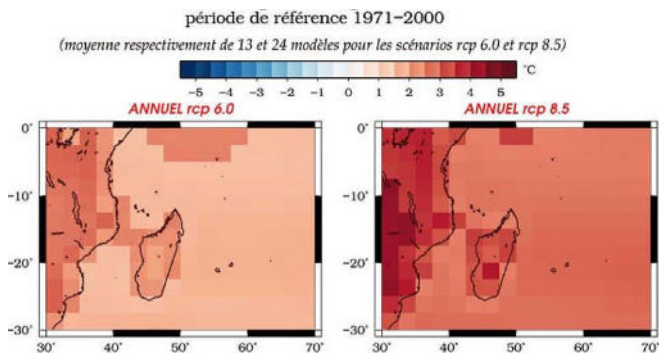 période de référence 1971–2000
(moyenne respectivement de 13 et 24 modèles pour les scénarios rcp 6.0 et rcp 8.5)
°C
-5 -4 -3 -2 -1 0 1 2 3 4 5
ANNUEL rcp 6.0 ANNUEL rcp 8.5
0° 0°
-10° -10°
-20° -20°
-30° -30°
30° 40° 50° 60° 70° 30° 40° 50° 60° 70°